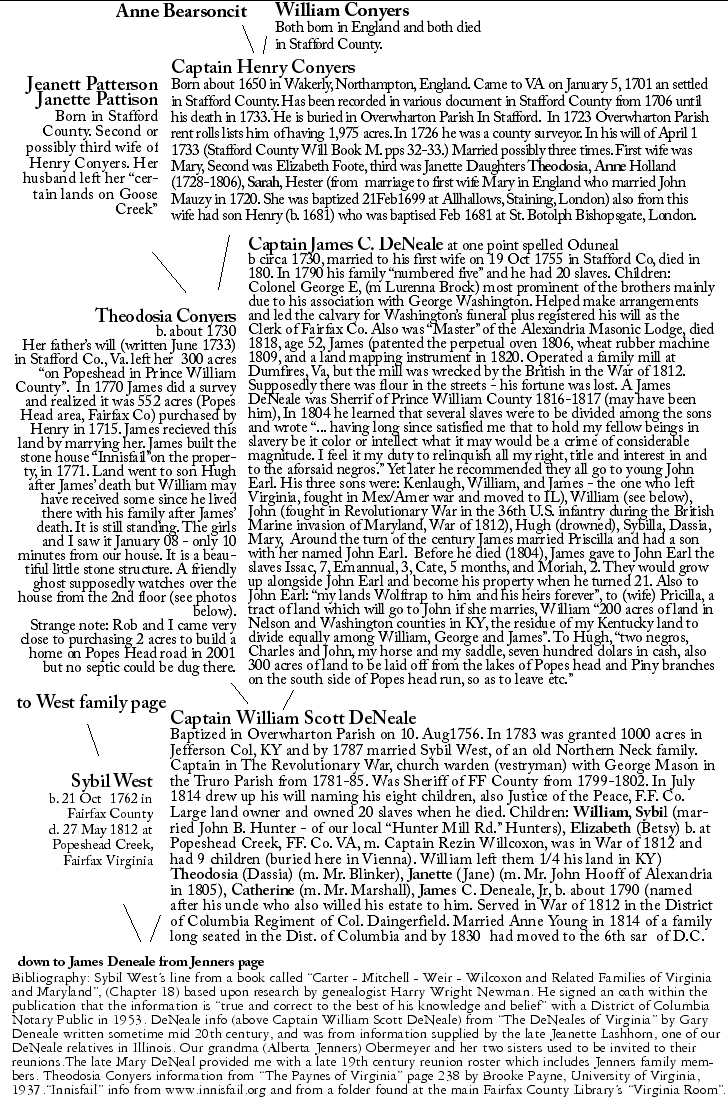 Anne Bearsoncit
William Conyers
Both born in England and both died
in Stafford County.
Captain Henry Conyers
Born about 1650 in Wakerly, Northampton, England. Came to VA on January 5, 1701 an settled
in Stafford County. Has been recorded in various document in Stafford County from 1706 until
his death in 1733. He is buried in Overwharton Parish In Stafford. In 1723 Overwharton Parish
rent rolls lists him of having 1,975 acres. In 1726 he was a county surveyor. In his will of April 1
1733 (Stafford County Will Book M. pps 32-33.) Married possibly three times. First wife was
Mary, Second was Elizabeth Foote, third was Janette Daughters Theodosia, Anne Holland
(1728-1806), Sarah, Hester (from marriage to first wife Mary in England who married John
Mauzy in 1720. She was baptized 21Feb1699 at Allhallows, Staining, London) also from this
wife had son Henry (b. 1681) who was baptised Feb 1681 at St. Botolph Bishopsgate, London.
Jeanett Patterson
Janette Pattison
Born in Stafford
County. Second or
possibly third wife of
Henry Conyers. Her
husband left her "cer-
tain lands on Goose
Creek"
Captain James C. DeNeale at one point spelled Oduneal
b circa 1730, married to his first wife on 19 Oct 1755 in Stafford Co, died in
180. In 1790 his family "numbered five" and he had 20 slaves. Children:
Colonel George E, (m Lurenna Brock) most prominent of the brothers mainly
due to his association with George Washington. Helped make arrangements
and led the calvary for Washington's funeral plus registered his will as the
Clerk of Fairfax Co. Also was "Master" of the Alexandria Masonic Lodge, died
1818, age 52, James (patented the perpetual oven 1806, wheat rubber machine
1809, and a land mapping instrument in 1820. Operated a family mill at
Dumfires, Va, but the mill was wrecked by the British in the War of 1812.
Supposedly there was flour in the streets - his fortune was lost. A James
DeNeale was Sherrif of Prince William County 1816-1817 (may have been
him), In 1804 he learned that several slaves were to be divided among the sons
and wrote "... having long since satisfied me that to hold my fellow beings in
slavery be it color or intellect what it may would be a crime of considerable
magnitude. I feel it my duty to relinquish all my right, title and interest in and
to the aforsaid negros." Yet later he recommended they all go to young John
Earl. His three sons were: Kenlaugh, William, and James - the one who left
Virginia, fought in Mex/Amer war and moved to IL), William (see below),
John (fought in Revolutionary War in the 36th U.S. infantry during the British
Marine invasion of Maryland, War of 1812), Hugh (drowned), Sybilla, Dassia,
Mary, Around the turn of the century James married Priscilla and had a son
with her named John Earl. Before he died (1804), James gave to John Earl the
slaves Issac, 7, Emannual, 3, Cate, 5 months, and Moriah, 2. They would grow
up alongside John Earl and become his property when he turned 21. Also to
John Earl: "my lands Wolftrap to him and his heirs forever", to (wife) Pricilla, a
tract of land which will go to John if she marries, William "200 acres of land in
Nelson and Washington counties in KY, the residue of my Kentucky land to
divide equally among William, George and James". To Hugh, "two negros,
Charles and John, my horse and my saddle, seven hundred dolars in cash, also
300 acres of land to be laid off from the lakes of Popes head and Piny branches
on the south side of Popes head run, so as to leave etc."
Theodosia Conyers
b. about 1730
Her father's will (written June 1733)
in Stafford Co., Va. left her 300 acres
"on Popeshead in Prince William
County". In 1770 James did a survey
and realized it was 552 acres (Popes
Head area, Fairfax Co) purchased by
Henry in 1715. James recieved this
land by marrying her. James built the
stone house "Innisfail"on the proper-
ty, in 1771. Land went to son Hugh
after James' death but William may
have received some since he lived
there with his family after James'
death. It is still standing. The girls
and I saw it January 08 - only 10
minutes from our house. It is a beau-
tiful little stone structure. A friendly
ghost supposedly watches over the
house from the 2nd floor (see photos
below).
Strange note: Rob and I came very
close to purchasing 2 acres to build a
home on Popes Head road in 2001
but no septic could be dug there.
to West family page
Captain William Scott DeNeale
Baptized in Overwharton Parish on 10. Aug1756. In 1783 was granted 1000 acres in
Jefferson Col, KY and by 1787 married Sybil West, of an old Northern Neck family.
Captain in The Revolutionary War, church warden (vestryman) with George Mason in
the Truro Parish from 1781-85. Was Sheriff of FF County from 1799-1802. In July
1814 drew up his will naming his eight children, also Justice of the Peace, F.F. Co.
Large land owner and owned 20 slaves when he died. Children: William, Sybil (mar-
ried John B. Hunter - of our local "Hunter Mill Rd." Hunters), Elizabeth (Betsy) b. at
Popeshead Creek, FF. Co. VA, m. Captain Rezin Willcoxon, was in War of 1812 and
had 9 children (buried here in Vienna). William left them 1/4 his land in KY)
Theodosia (Dassia) (m. Mr. Blinker), Janette (Jane) (m. Mr. John Hooff of Alexandria
in 1805), Catherine (m. Mr. Marshall), James C. Deneale, Jr, b. about 1790 (named
after his uncle who also willed his estate to him. Served in War of 1812 in the District
of Columbia Regiment of Col. Daingerfield. Married Anne Young in 1814 of a family
long seated in the Dist. of Columbia and by 1830 had moved to the 6th sar of D.C.
Sybil West
b. 21 Oct 1762 in
Fairfax County
d. 27 May 1812 at
Popeshead Creek,
Fairfax Virginia
down to James Deneale from Jenners page
Bibliography: Sybil West's line from a book called "Carter - Mitchell - Weir - Wilcoxon and Related Families of Virginia
and Maryland", (Chapter 18) based upon research by genealogist Harry Wright Newman. He signed an oath within the
publication that the information is "true and correct to the best of his knowledge and belief" with a District of Columbia
Notary Public in 1953. DeNeale info (above Captain William Scott DeNeale) from "The DeNeales of Virginia" by Gary
Deneale written sometime mid 20th century, and was from information supplied by the late Jeanette Lashhorn, one of our
DeNeale relatives in Illinois. Our grandma (Alberta Jenners) Obermeyer and her two sisters used to be invited to their
reunions.The late Mary DeNeal provided me with a late 19th century reunion roster which includes Jenners family mem-
bers. Theodosia Conyers information from "The Paynes of Virginia" page 238 by Brooke Payne, University of Virginia,
1937. "Innisfail" info from www.innisfail.org and from a folder found at the main Fairfax County Library's "Virginia Room".